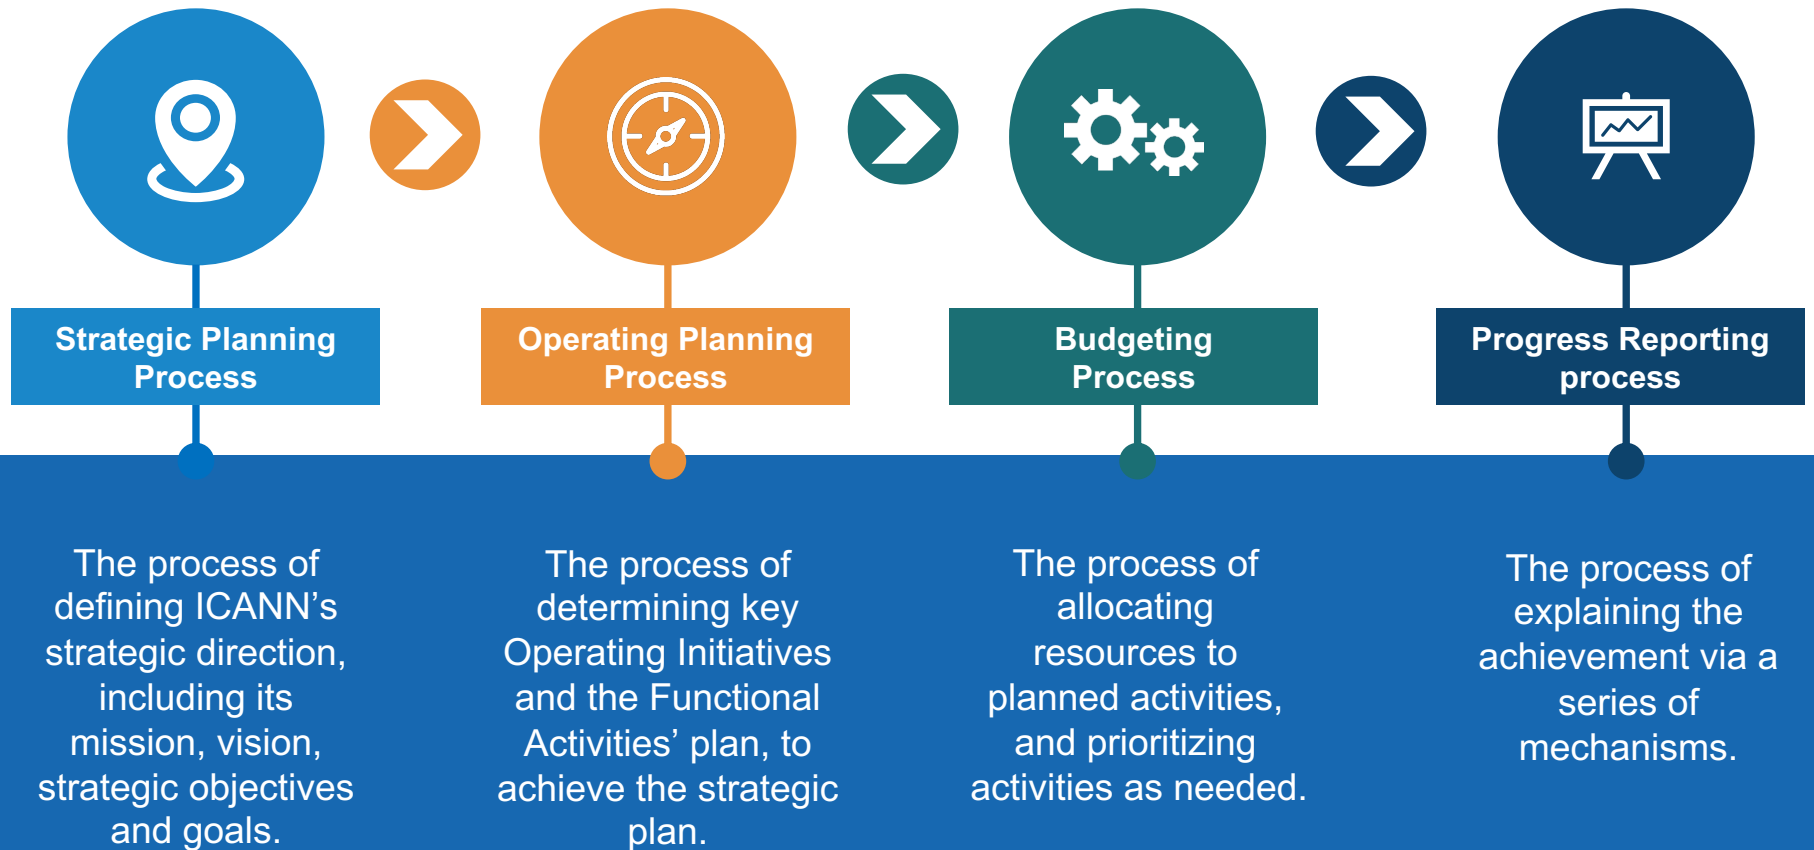 Strategic Planning
Process
Operating Planning
Process
Budgeting
Process
Progress Reporting
process
The process of
defining ICANN’s
strategic direction,
including its
mission, vision,
strategic objectives
and goals.
The process of
determining key
Operating Initiatives
and the Functional
Activities’ plan, to
achieve the strategic
plan.
The process of
allocating
resources to
planned activities,
and prioritizing
activities as needed.
The process of
explaining the
achievement via a
series of
mechanisms.